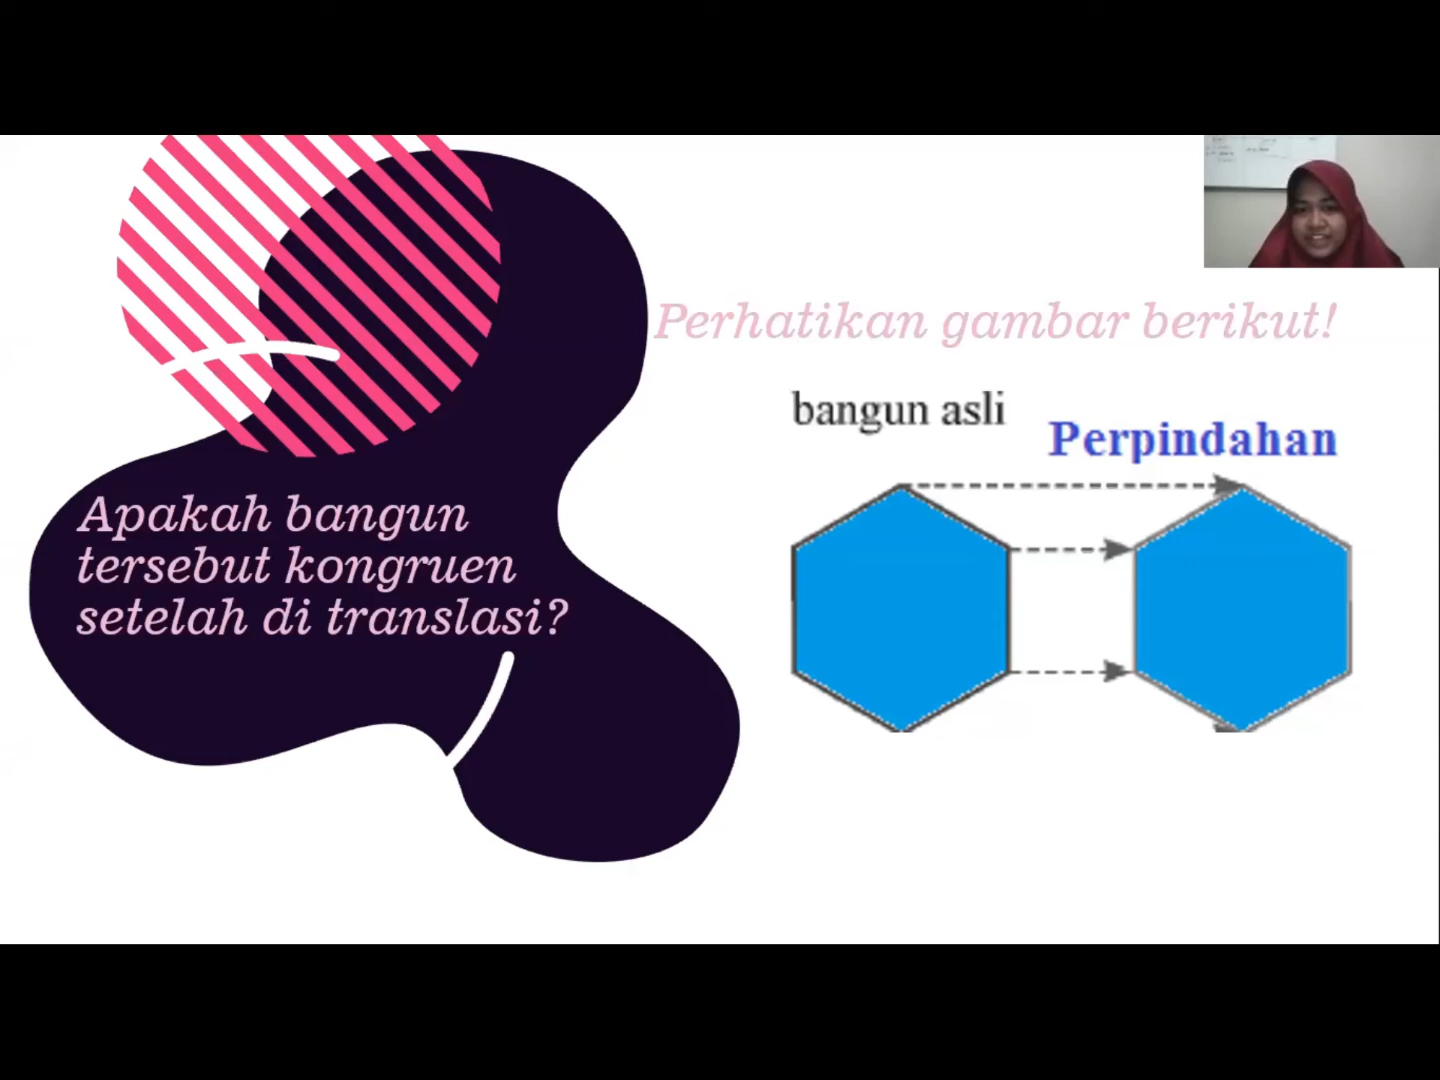 Perhatikan gambar berikut!
bangun asli
Perpindahan
Apakah bangun
tersebut kongruen
setelah di translasi?